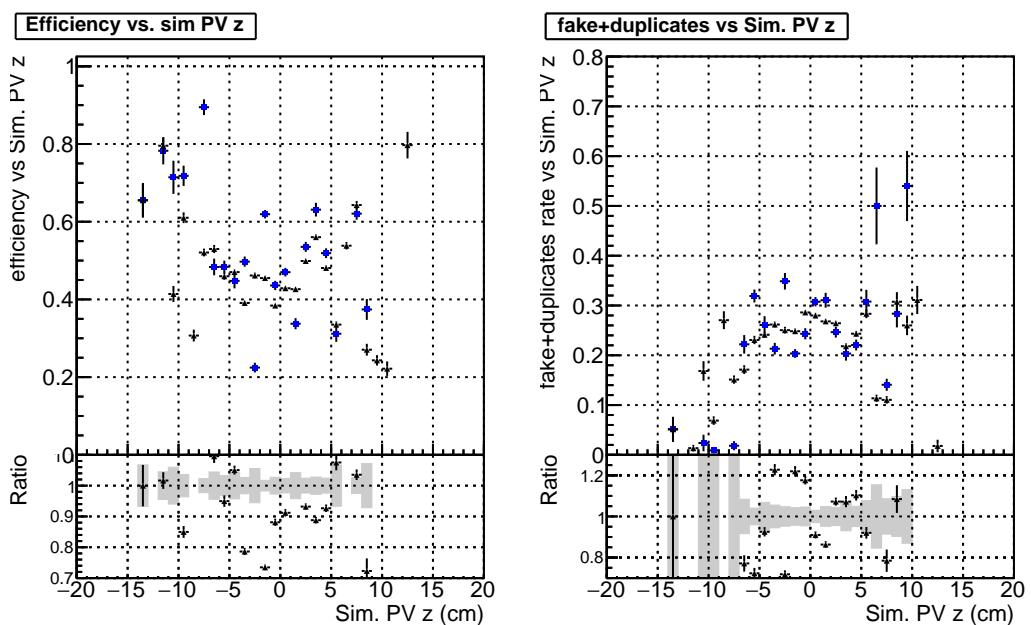 Efficiency vs. sim PV z
efficiency vs Sim. PV z
1
0.8
0.6
0.4
0.2
0
Ratio
1
0.9
0.8
0.7
−20 −15 −10 −5 0 5 10 15 20
Sim. PV z (cm)
fake+duplicates vs Sim. PV z
fake+duplicates rate vs Sim. PV z
0.8
0.7
0.6
0.5
0.4
0.3
0.2
0.1
0
Ratio
1.2
1
0.8
−20 −15 −10 −5 0 5 10 15 20
Sim. PV z (cm)